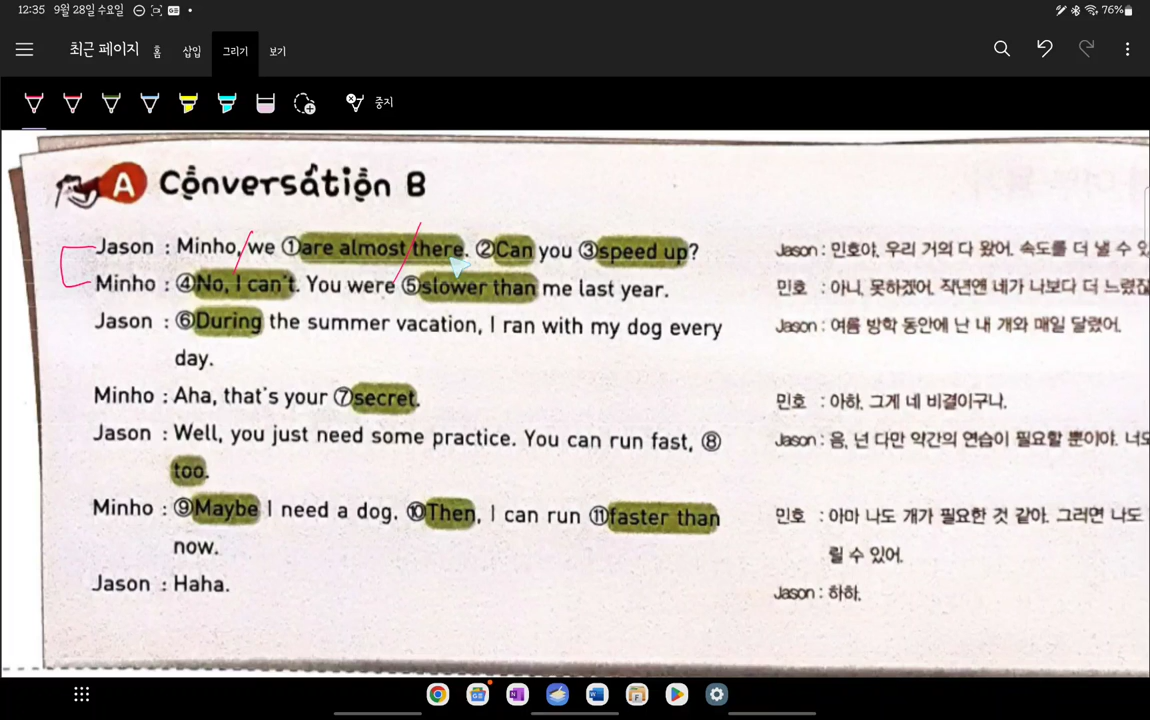 12:35 9월 28일 수요일 76%
최근 페이지 홈 삽입 그리기 보기
중지
A Conversation B
Jason : Minho, we ①are almost there. ②Can you ③speed up? Jason : 민호야, 우리 거의 다 왔어. 속도를 더 낼 수
Minho : ④No, I can't. You were ⑤slower than me last year. 민호 : 아니, 못하겠어. 작년엔 네가 나보다 더 느렸잖
Jason : ⑥During the summer vacation, I ran with my dog every Jason : 여름 방학 동안에 난 내 개와 매일 달렸어.
day.
Minho : Aha, that's your ⑦secret. 민호 : 아하, 그게 네 비결이구나.
Jason : Well, you just need some practice. You can run fast, ⑧ Jason : 음, 넌 다만 약간의 연습이 필요할 뿐이야. 너도
too.
Minho : ⑨Maybe I need a dog. ⑩Then, I can run ⑪faster than 민호 : 아마 나도 개가 필요한 것 같아. 그러면 나도
now. 릴 수 있어.
Jason : Haha. Jason : 하하.